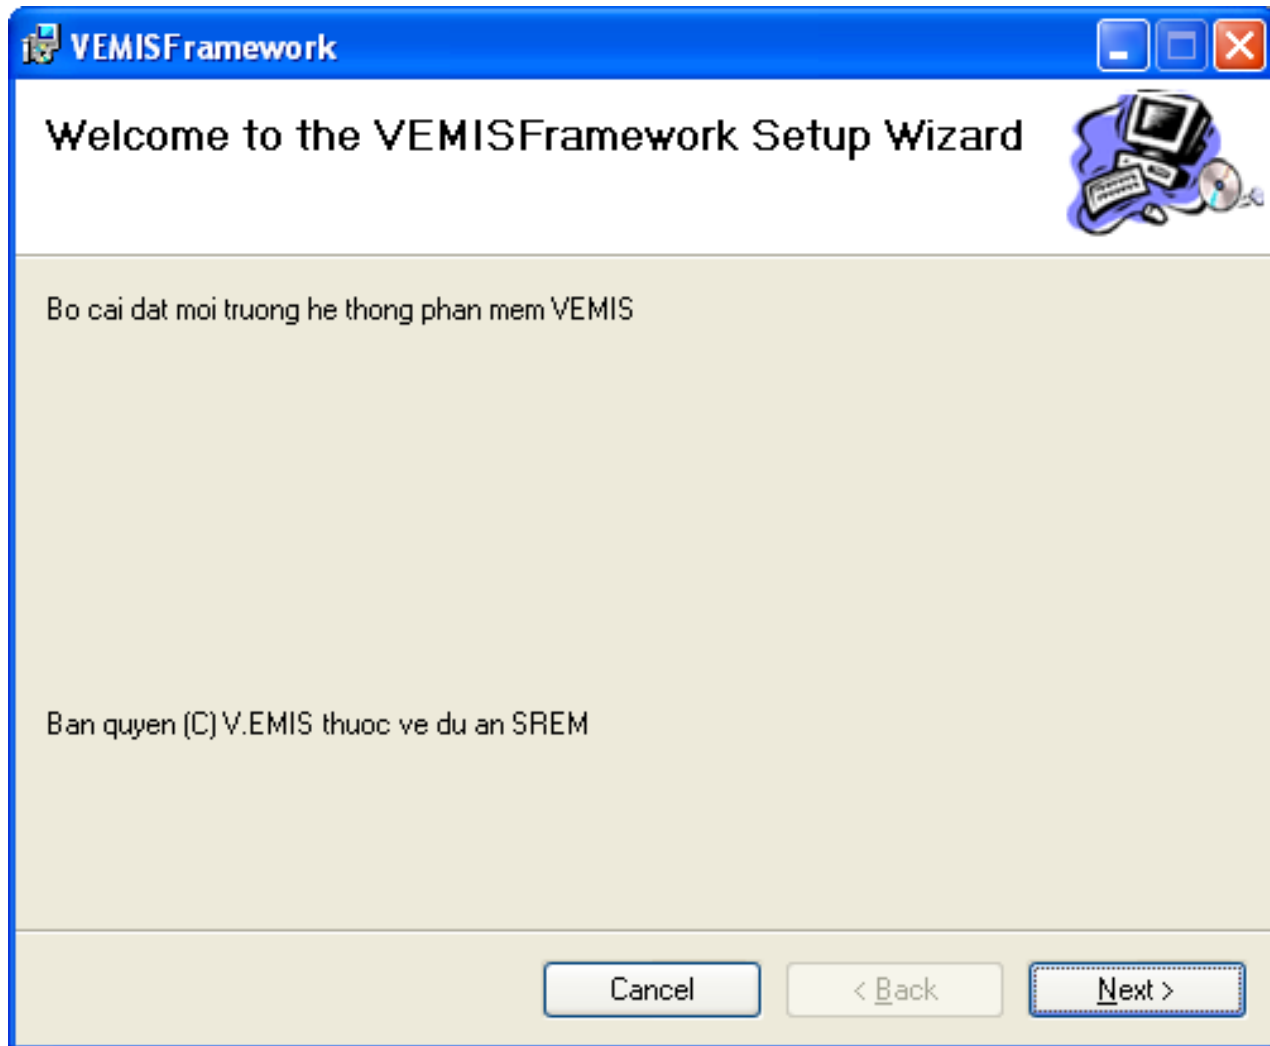 VEMISFramework
Welcome to the VEMISFramework Setup Wizard
Bo cai dat moi truong he thong phan mem VEMIS
Ban quyen (C) V.EMIS thuoc ve du an SREM
Cancel
< Back
Next >